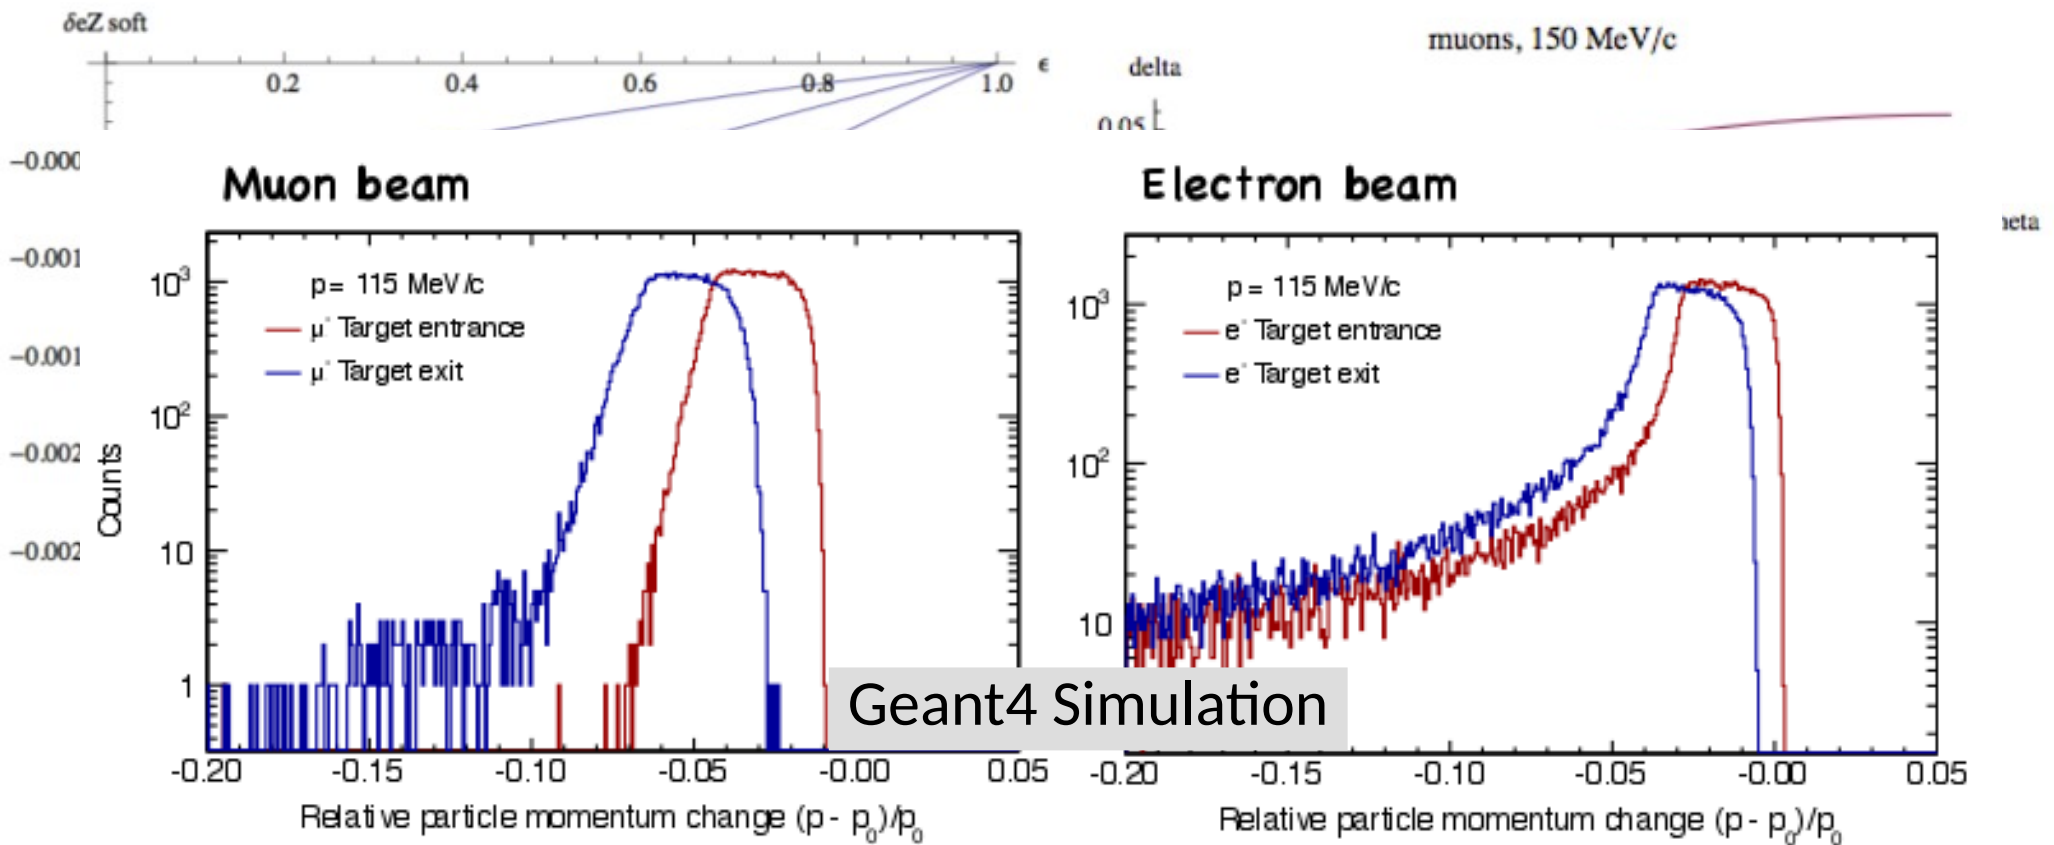 δeZ soft
muons, 150 MeV/c
delta
0.2 0.4 0.6 0.8 1.0 ϵ
0.05
−0.000
Muon beam
Electron beam
−0.001
−0.001
−0.002
−0.002
Counts
10³
10²
10
1
p = 115 MeV/c
μ⁻ Target entrance
μ⁻ Target exit
-0.20 -0.15 -0.10 -0.05 -0.00 0.05
Relative particle momentum change (p - p₀)/p₀
10³
10²
10
p = 115 MeV/c
e⁻ Target entrance
e⁻ Target exit
-0.20 -0.15 -0.10 -0.05 -0.00 0.05
Relative particle momentum change (p - p₀)/p₀
Geant4 Simulation